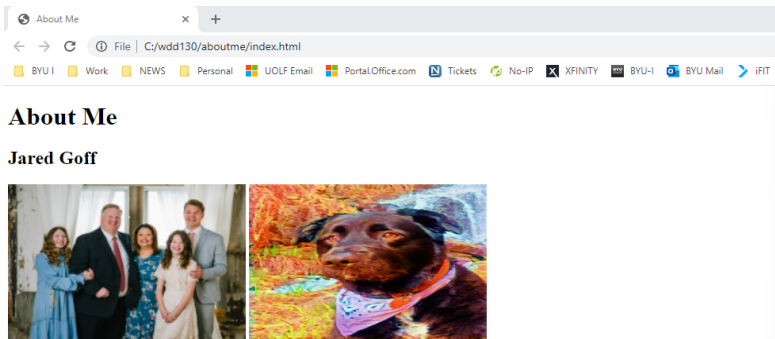 About Me
File | C:/wdd130/aboutme/index.html
BYU I Work NEWS Personal UOLF Email Portal.Office.com Tickets No-IP XFINITY BYU-I BYU Mail iFIT
About Me
Jared Goff